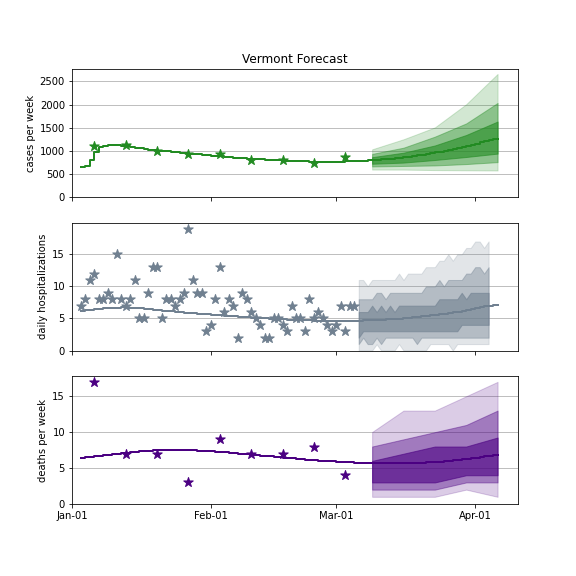 Vermont Forecast
cases per week
2500
2000
1500
1000
500
0
daily hospitalizations
15
10
5
0
deaths per week
15
10
5
0
Jan-01 Feb-01 Mar-01 Apr-01